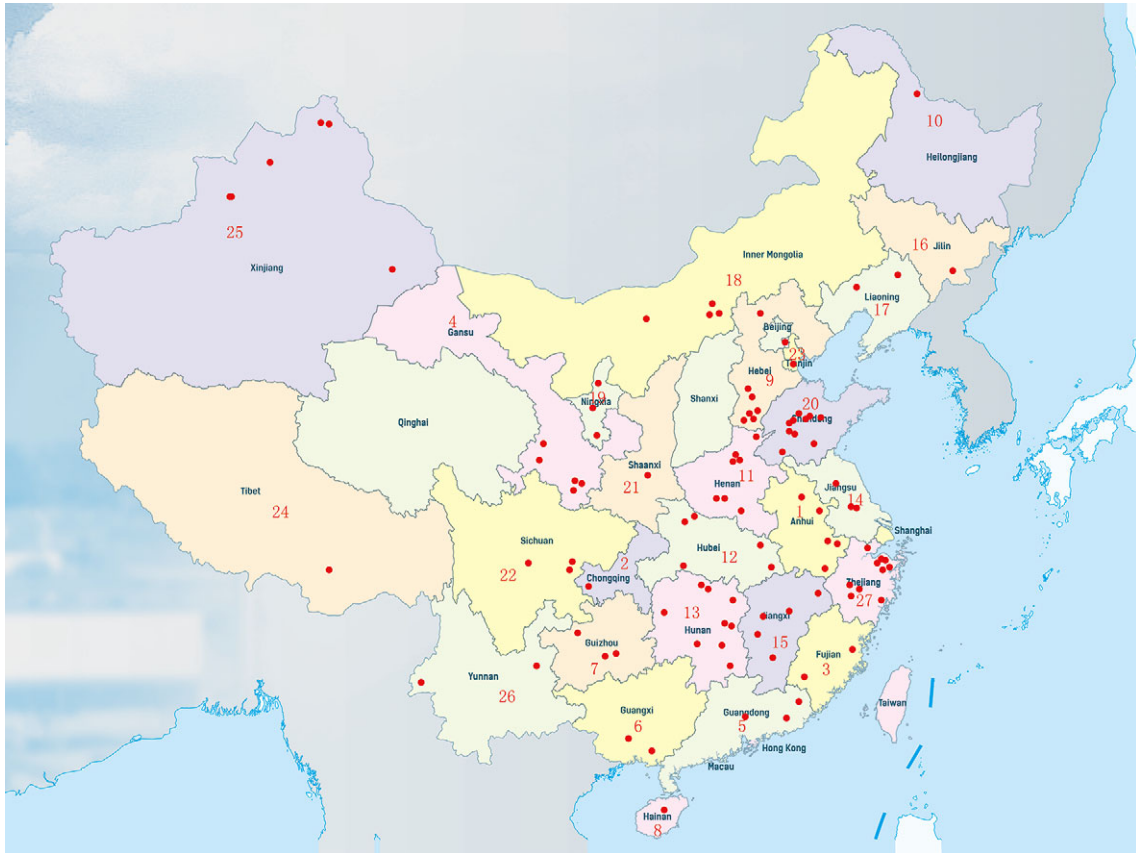 10
Heilongjiang
25
16
Jilin
Inner Mongolia
Xinjiang
18
Liaoning
17
4
Gansu
Beijing
23
Tianjin
Hebei
9
19
Ningxia
Shanxi
20
Shandong
Qinghai
Shaanxi
21
11
Henan
Jiangsu
14
Tibet
24
1
Anhui
Shanghai
Sichuan
22
2
Chongqing
Hubei
12
Thejiang
27
13
Hunan
Jiangxi
15
Guizhou
7
Fujian
3
Yunnan
26
Guangxi
6
Guangdong
5
Taiwan
Hong Kong
Macau
Hainan
8